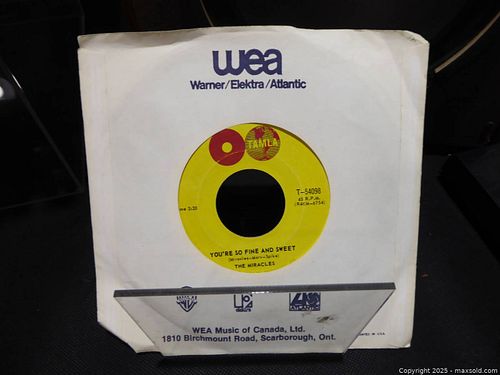 wea
Warner/Elektra/Atlantic
TAMLA
T-54098
45 R.P.M.
YOU'RE SO FINE AND SWEET
THE MIRACLES
ATLANTIC
WEA Music of Canada, Ltd.
1810 Birchmount Road, Scarborough, Ont.
Copyright 2025 - maxsold.com